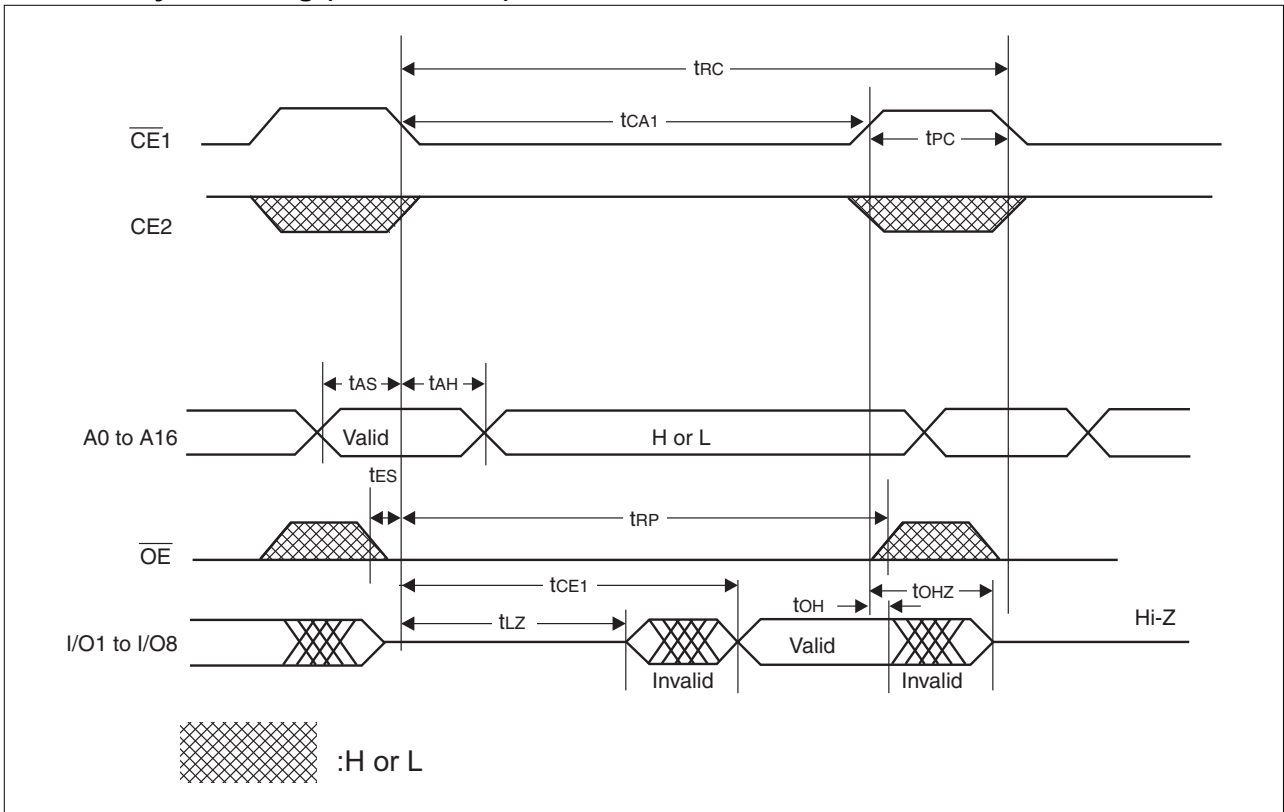 tRC
tCA1
CE1
tPC
CE2
tAS
tAH
A0 to A16
Valid
H or L
tES
tRP
OE
tCE1
tOH
tOHZ
tLZ
Hi-Z
I/O1 to I/O8
Valid
Invalid
Invalid
:H or L